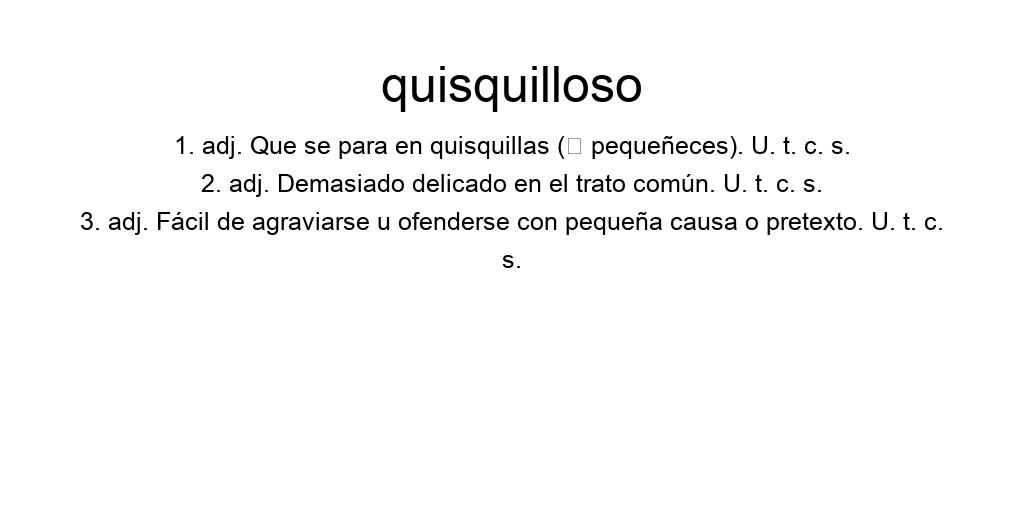 quisquilloso
1. adj. Que se para en quisquillas (□ pequeñeces). U. t. c. s.
2. adj. Demasiado delicado en el trato común. U. t. c. s.
3. adj. Fácil de agraviarse u ofenderse con pequeña causa o pretexto. U. t. c.
s.